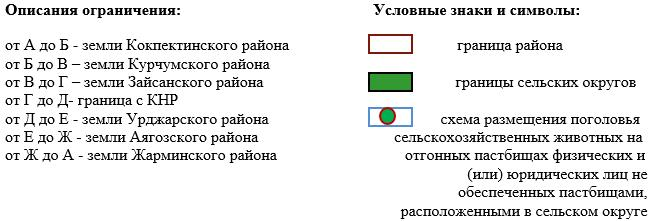 Описания ограничения:
от А до Б - земли Кокпектинского района
от Б до В – земли Курчумского района
от В до Г – земли Зайсанского района
от Г до Д- граница с КНР
от Д до Е - земли Урджарского района
от Е до Ж - земли Аягозского района
от Ж до А - земли Жарминского района
Условные знаки и символы:
граница района
границы сельских округов
схема размещения поголовья
сельскохозяйственных животных на
отгонных пастбищах физических и
(или) юридических лиц не
обеспеченных пастбищами,
расположенными в сельском округе